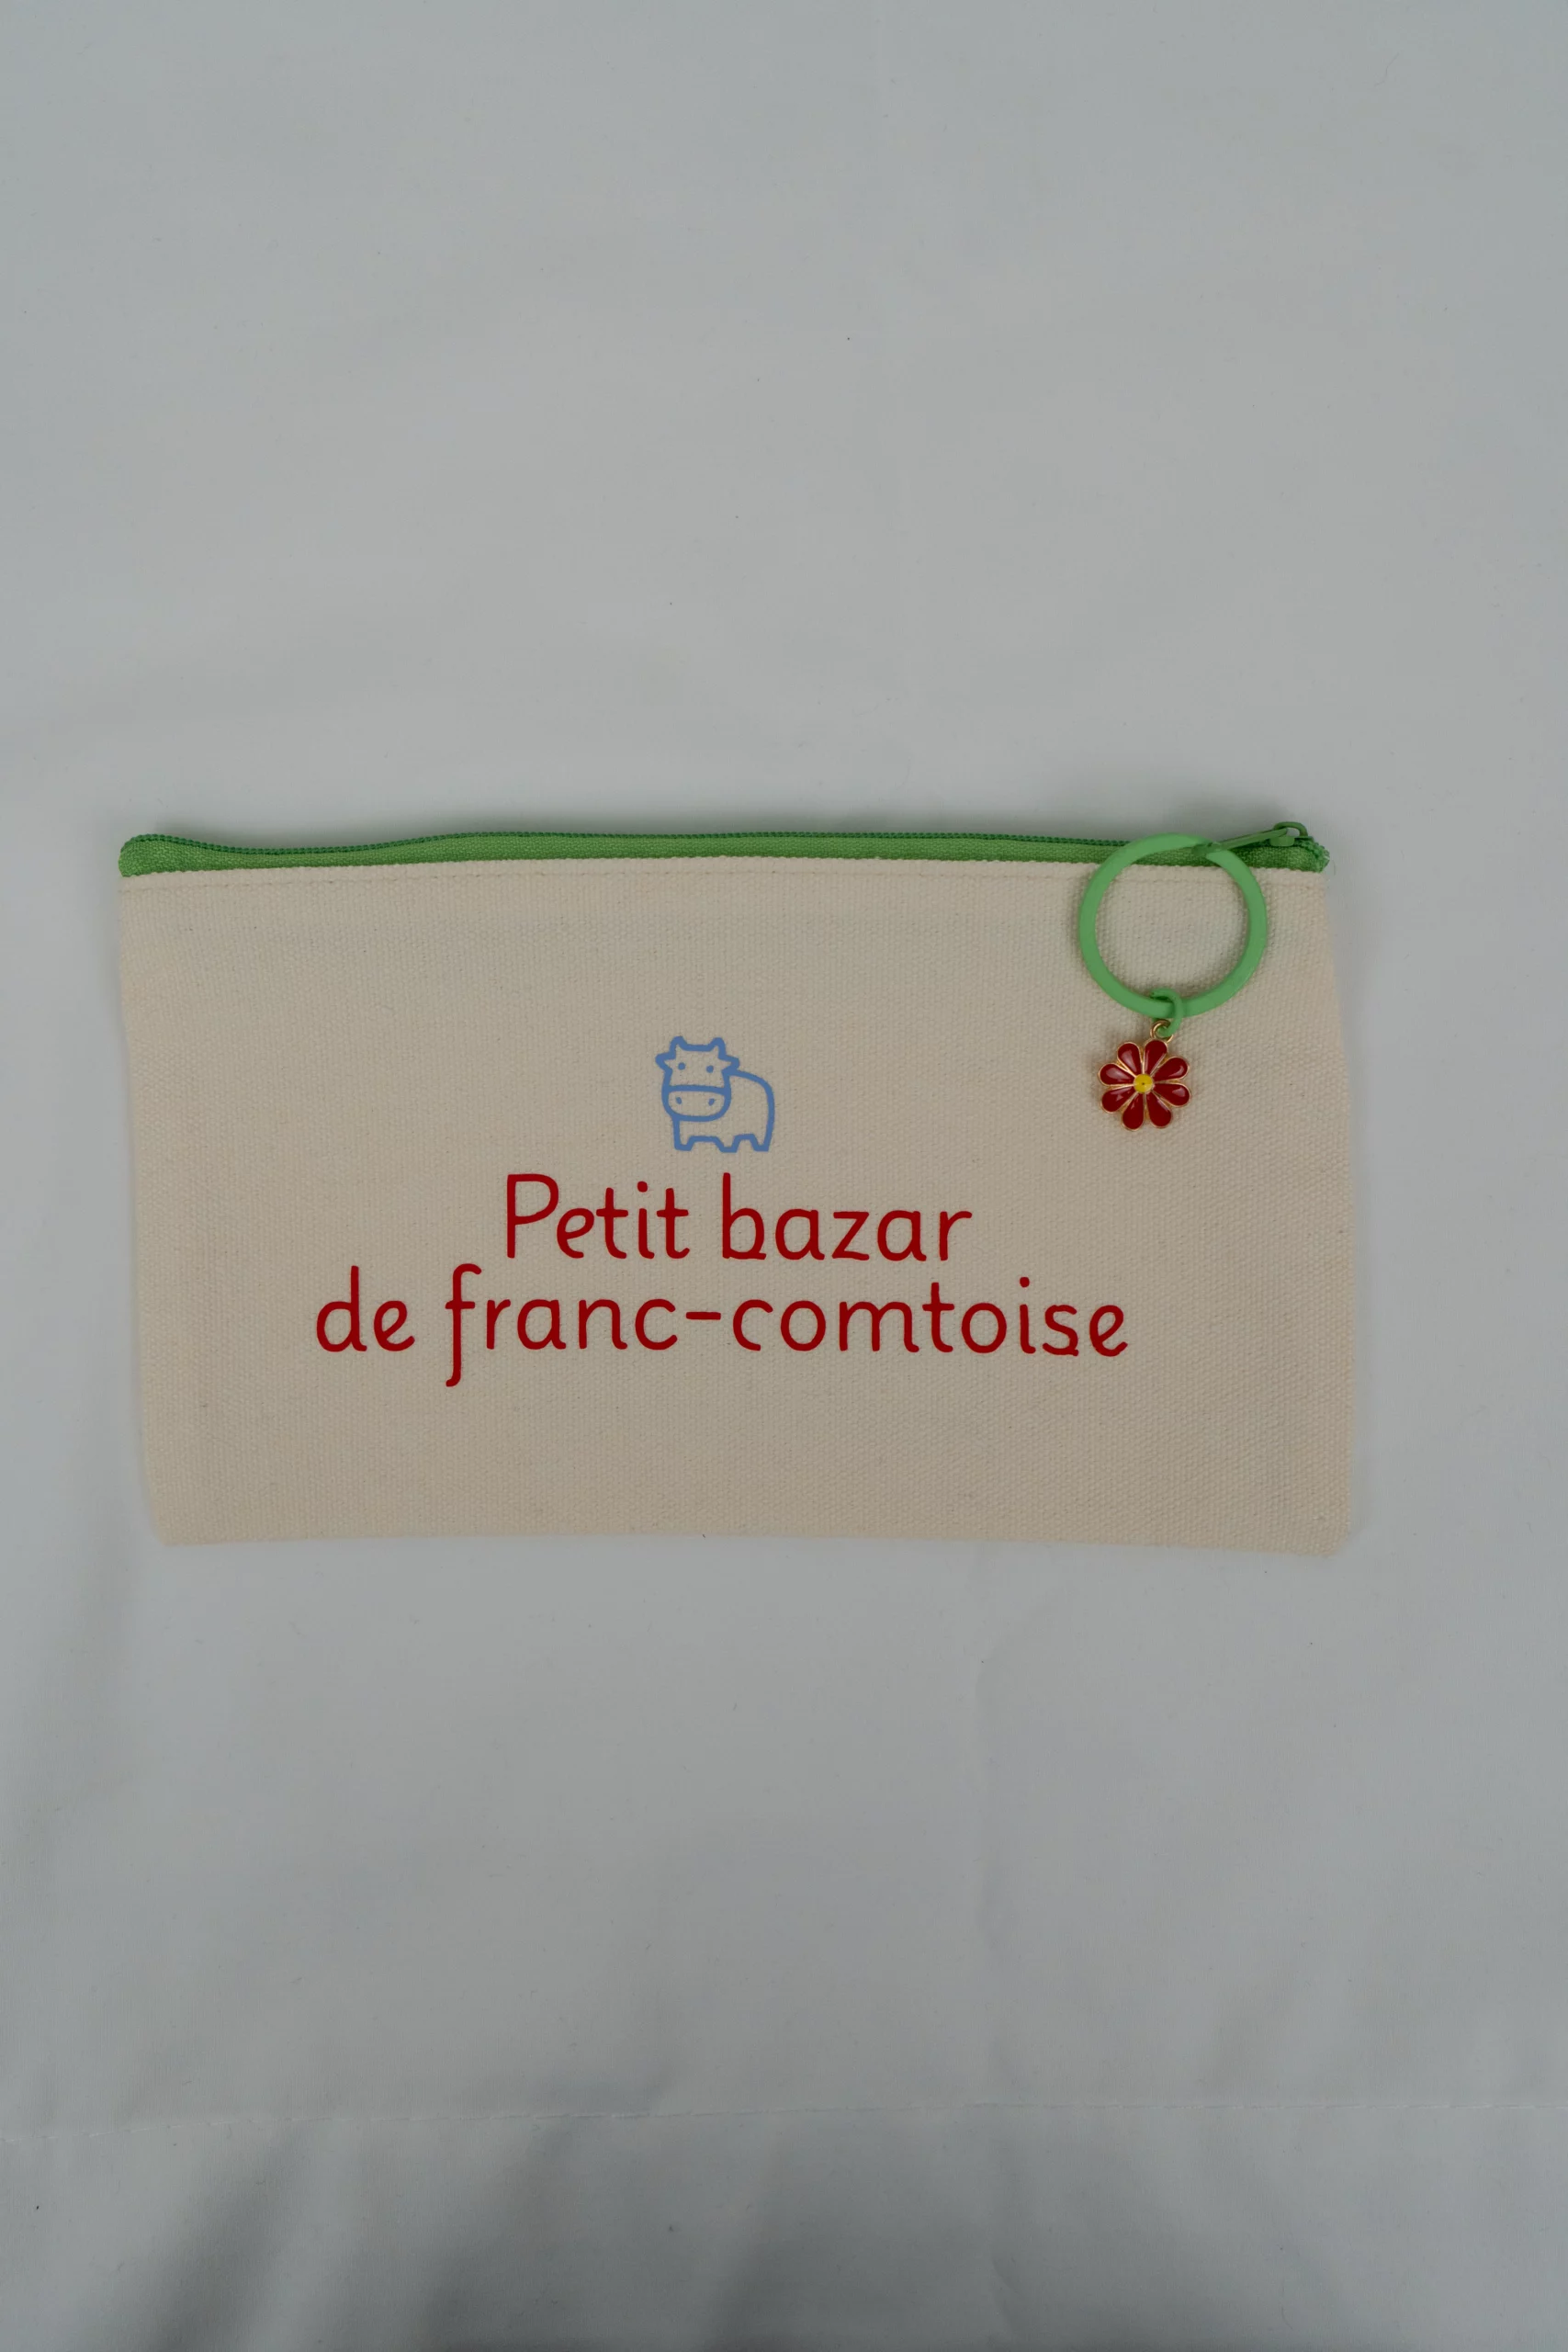 Petit bazar
de franc-comtoise